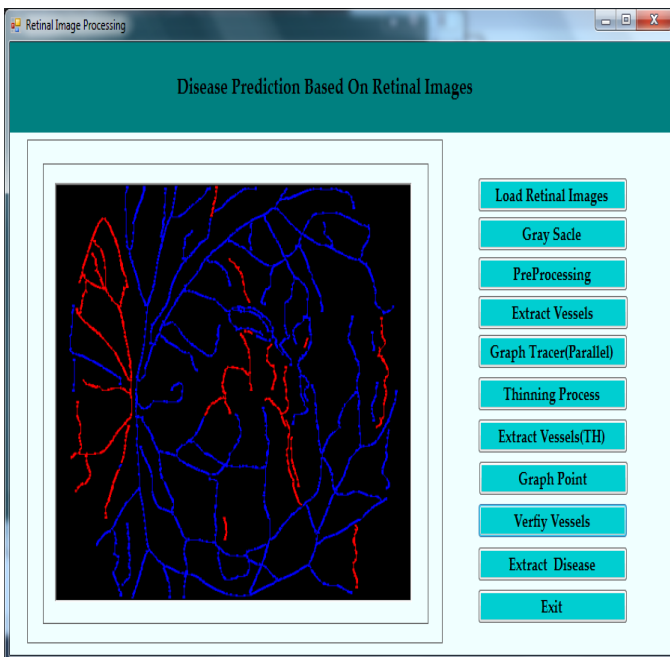 Retinal Image Processing
Disease Prediction Based On Retinal Images
Load Retinal Images
Gray Sacle
PreProcessing
Extract Vessels
Graph Tracer(Parallel)
Thinning Process
Extract Vessels(TH)
Graph Point
Verfiy Vessels
Extract Disease
Exit